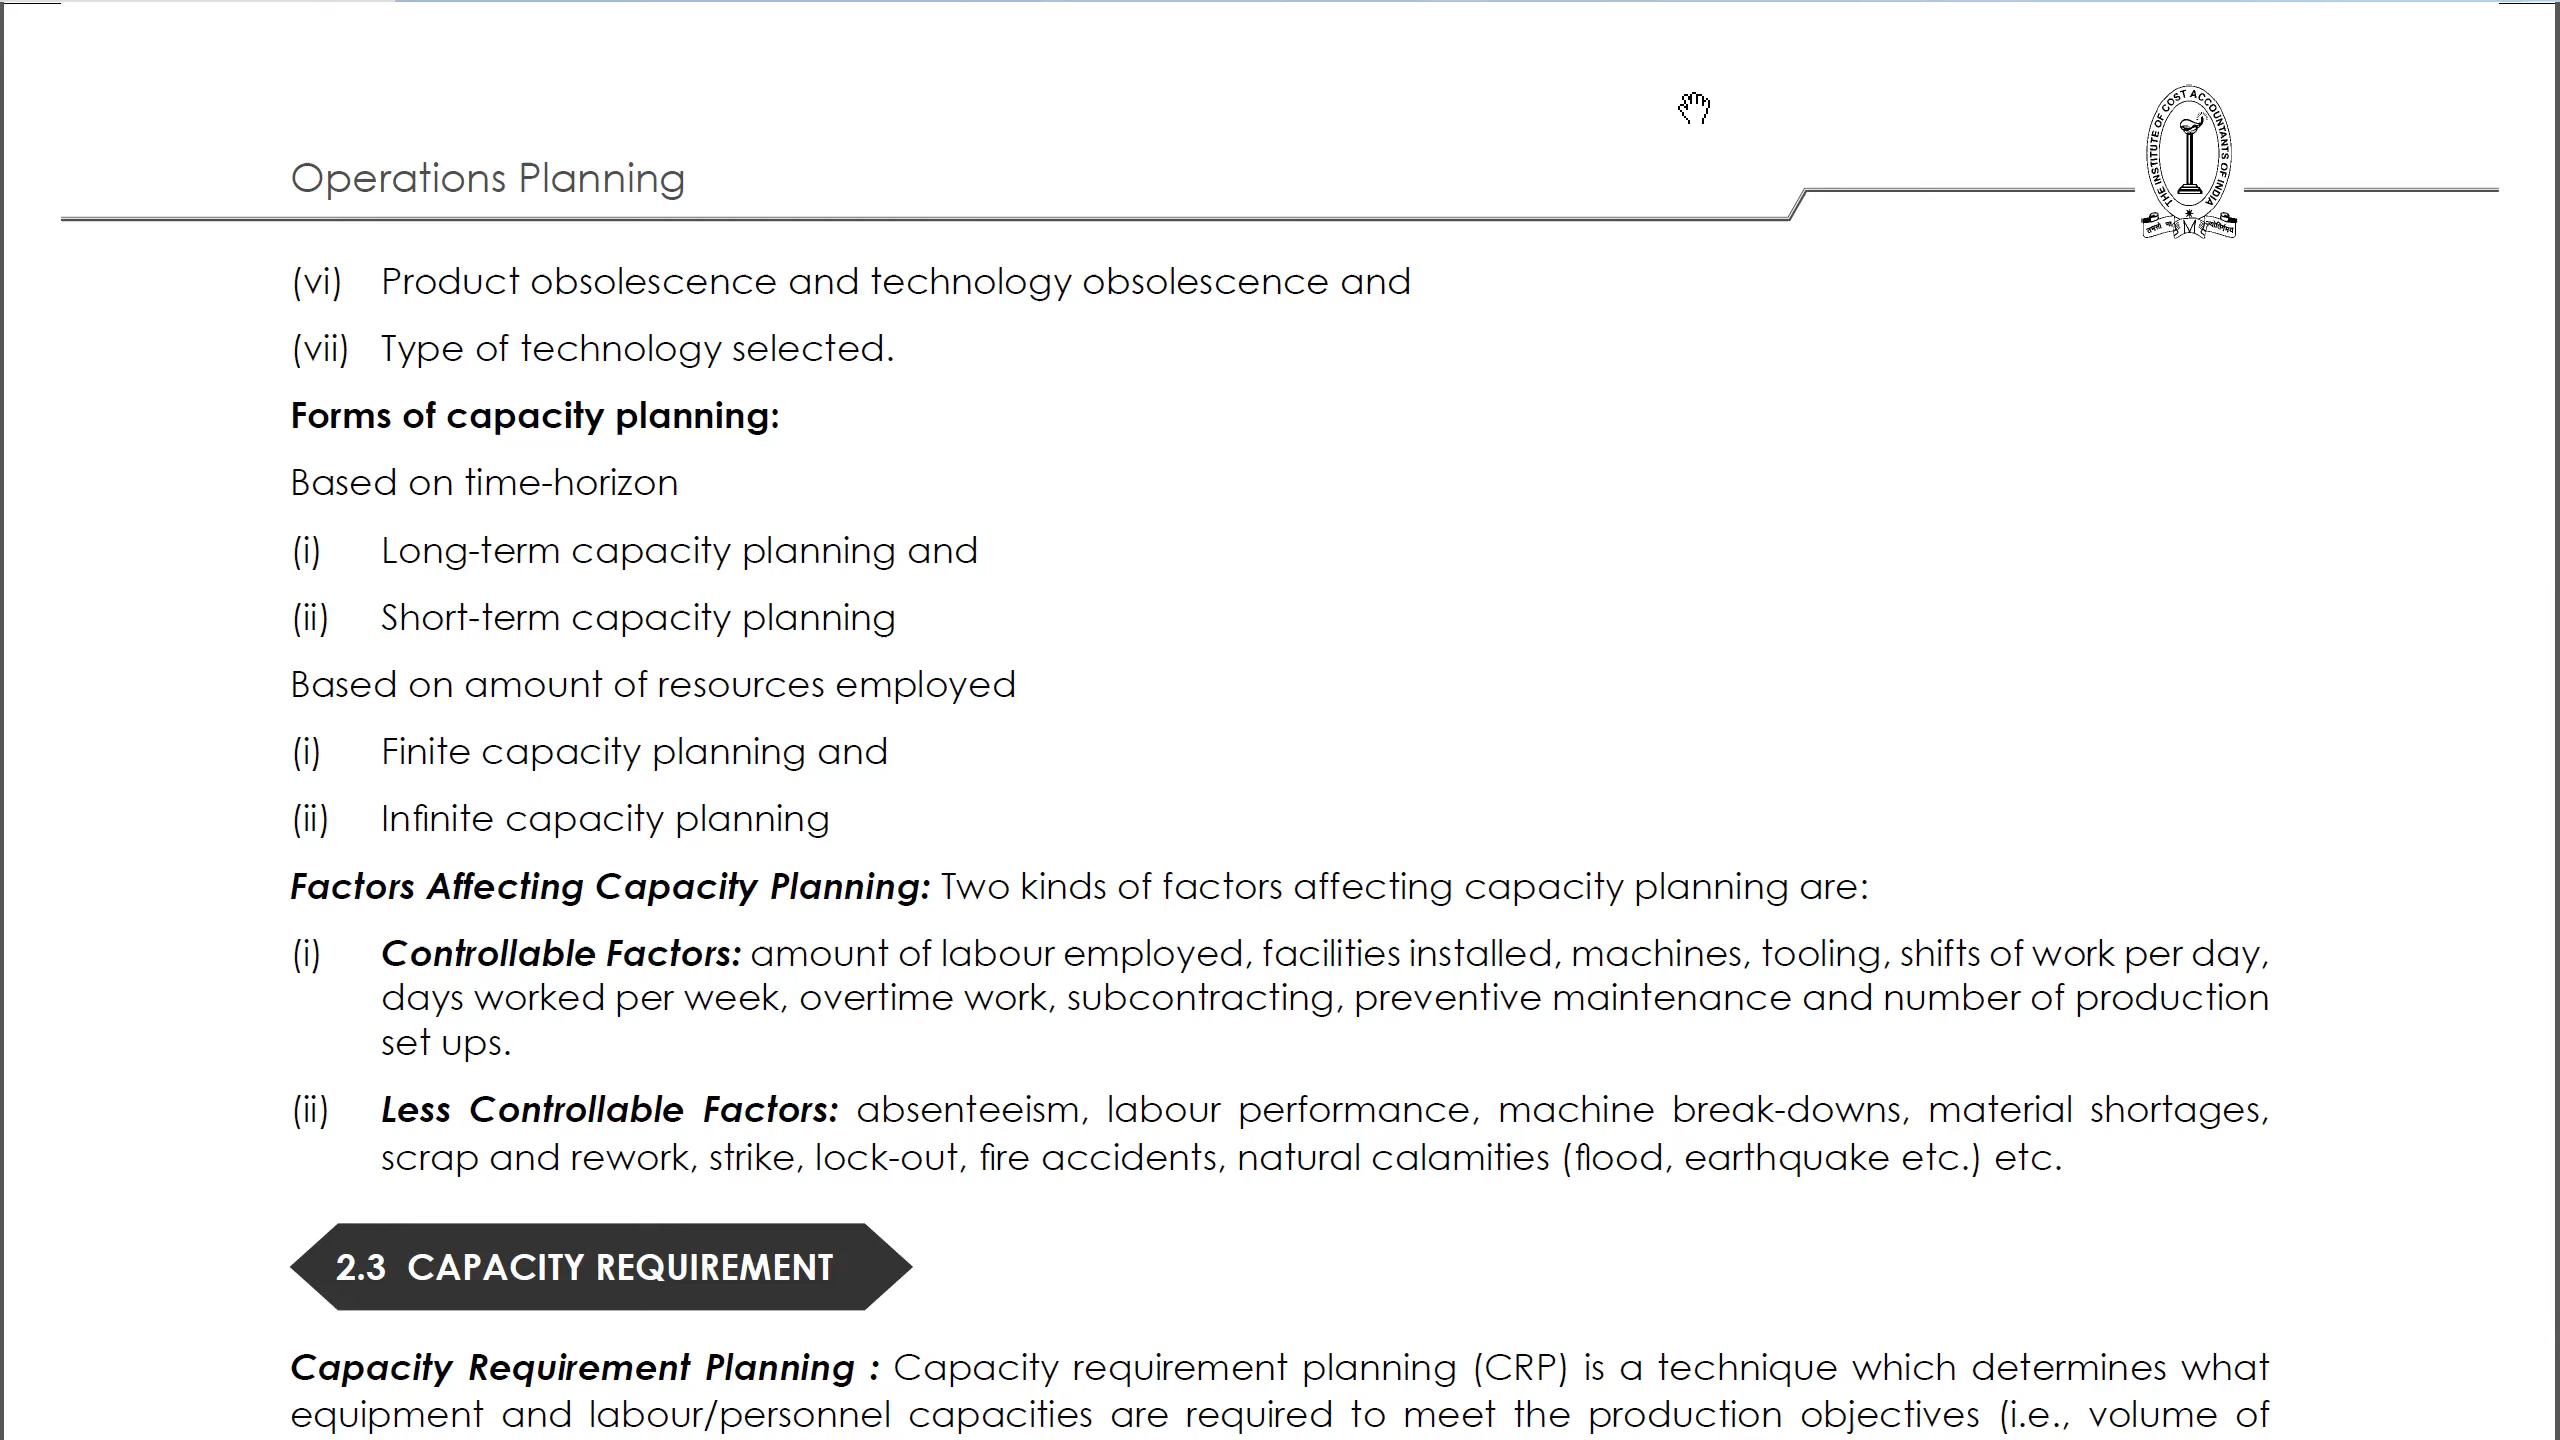 THE INSTITUTE OF COST ACCOUNTANTS OF INDIA
Operations Planning
(vi) Product obsolescence and technology obsolescence and
(vii) Type of technology selected.
Forms of capacity planning:
Based on time-horizon
(i) Long-term capacity planning and
(ii) Short-term capacity planning
Based on amount of resources employed
(i) Finite capacity planning and
(ii) Infinite capacity planning
Factors Affecting Capacity Planning: Two kinds of factors affecting capacity planning are:
(i) Controllable Factors: amount of labour employed, facilities installed, machines, tooling, shifts of work per day,
days worked per week, overtime work, subcontracting, preventive maintenance and number of production
set ups.
(ii) Less Controllable Factors: absenteeism, labour performance, machine break-downs, material shortages,
scrap and rework, strike, lock-out, fire accidents, natural calamities (flood, earthquake etc.) etc.
2.3 CAPACITY REQUIREMENT
Capacity Requirement Planning : Capacity requirement planning (CRP) is a technique which determines what
equipment and labour/personnel capacities are required to meet the production objectives (i.e., volume of